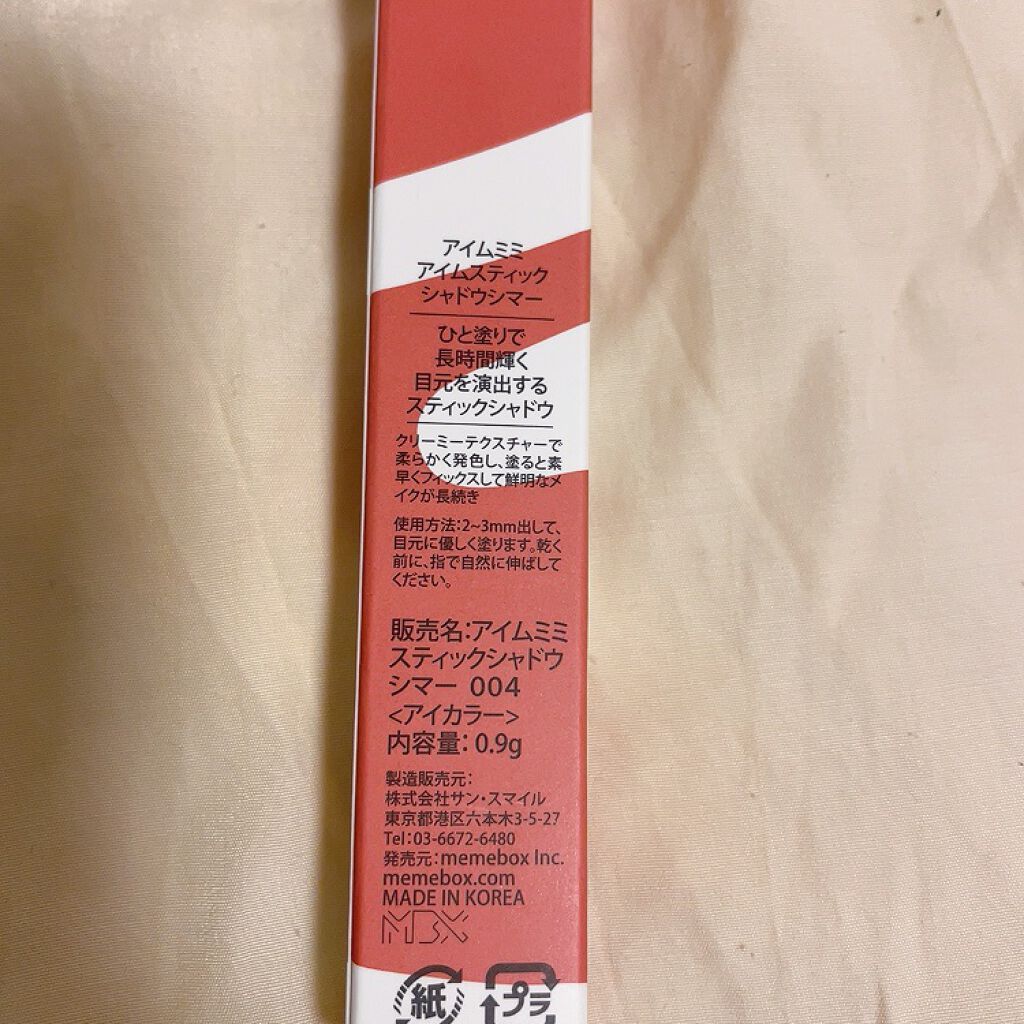 アイムミミ
アイムスティック
シャドウシマー
ひと塗りで
長時間輝く
目元を演出する
スティックシャドウ
クリーミーテクスチャーで
柔らかく発色し、塗ると素
早くフィックスして鮮明なメ
イクが長続き
使用方法:2~3mm出して、
目元に優しく塗ります。乾く
前に、指で自然に伸ばして
ください。
販売名:アイムミミ
スティックシャドウ
シマー 004
<アイカラー>
内容量: 0.9g
製造販売元:
株式会社サン・スマイル
東京都港区六本木3-5-27
Tel:03-6672-6480
発売元:memebox Inc.
memebox.com
MADE IN KOREA
MBX
紙 プラ